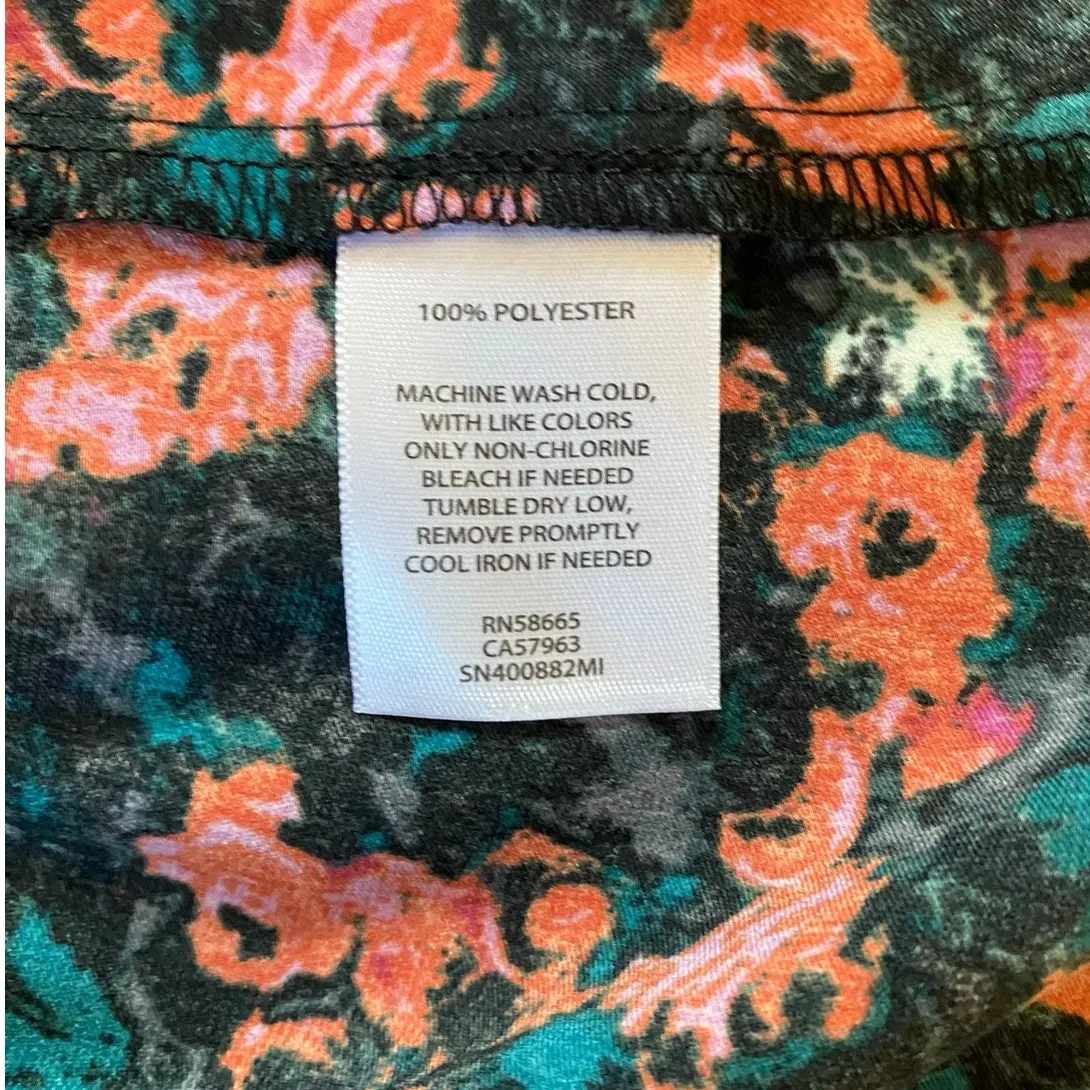 100% POLYESTER
MACHINE WASH COLD,
WITH LIKE COLORS
ONLY NON-CHLORINE
BLEACH IF NEEDED
TUMBLE DRY LOW,
REMOVE PROMPTLY
COOL IRON IF NEEDED
RN58665
CA57963
SN400882MI